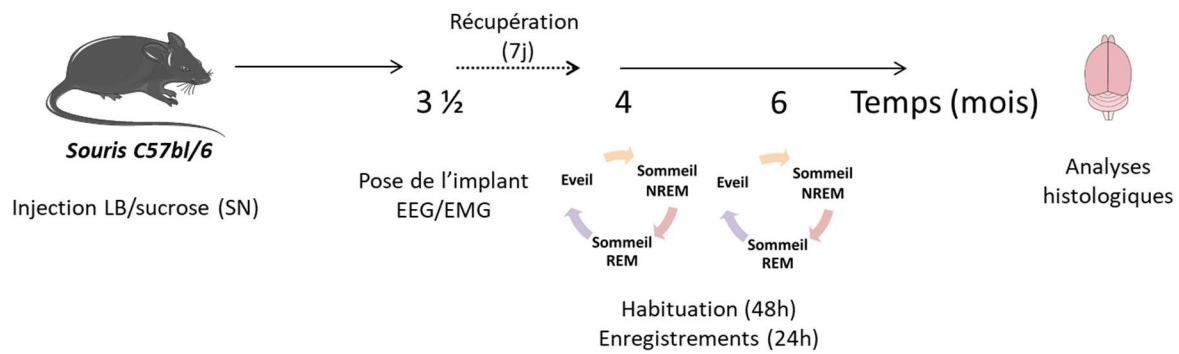 Récupération
(7j)
3 ½
4
6
Temps (mois)
Souris C57bl/6
Injection LB/sucrose (SN)
Pose de l’implant
EEG/EMG
Eveil
Sommeil
NREM
Sommeil
REM
Eveil
Sommeil
NREM
Sommeil
REM
Habituation (48h)
Enregistrements (24h)
Analyses
histologiques